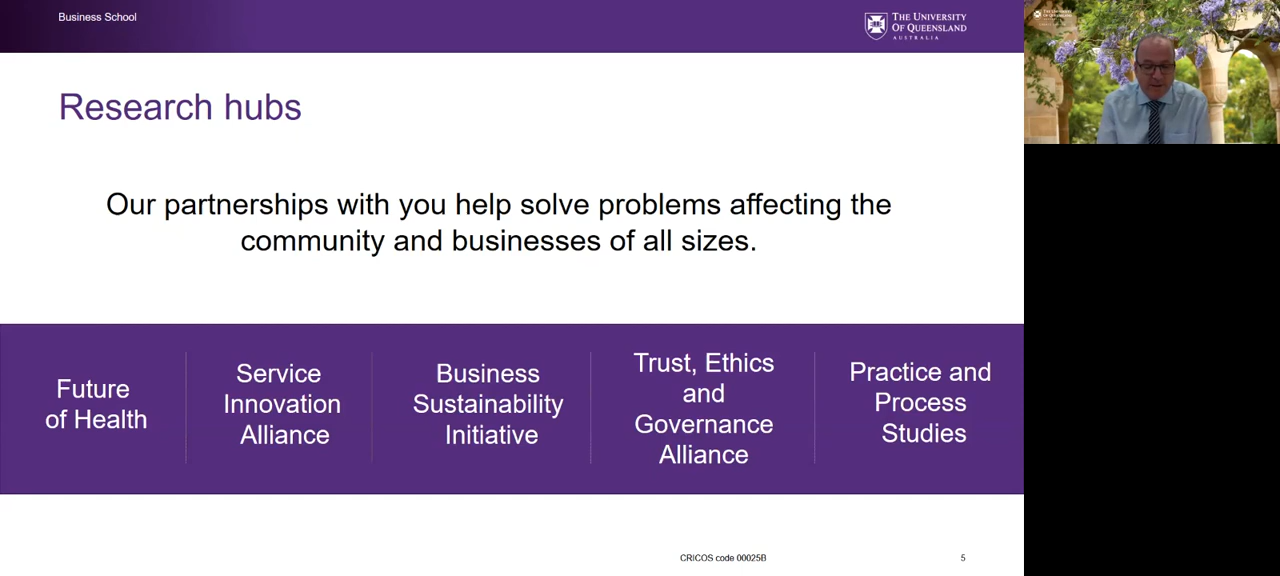 Business School
THE UNIVERSITY
OF QUEENSLAND
AUSTRALIA
Research hubs
Our partnerships with you help solve problems affecting the
community and businesses of all sizes.
Future
of Health
Service
Innovation
Alliance
Business
Sustainability
Initiative
Trust, Ethics
and
Governance
Alliance
Practice and
Process
Studies
CRICOS code 00025B
5